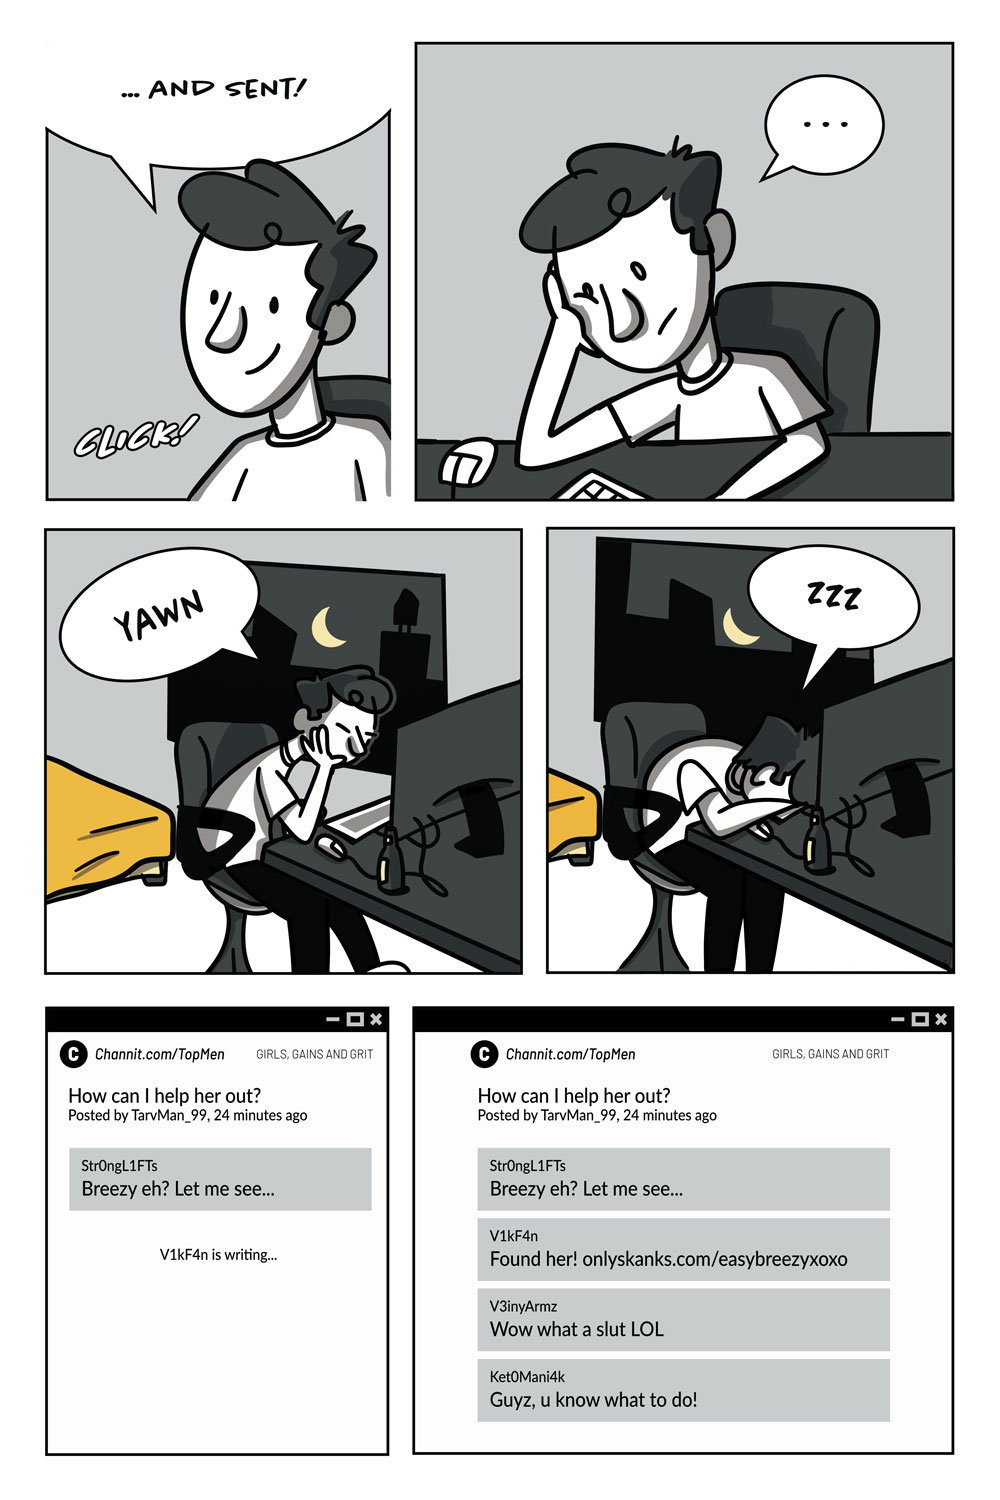 ... AND SENT!
CLICK!
...
YAWN
ZZZ
C Channit.com/TopMen GIRLS, GAINS AND GRIT
How can I help her out?
Posted by TarvMan_99, 24 minutes ago
Str0ngL1FTs
Breezy eh? Let me see...
V1kF4n is writing...
C Channit.com/TopMen GIRLS, GAINS AND GRIT
How can I help her out?
Posted by TarvMan_99, 24 minutes ago
Str0ngL1FTs
Breezy eh? Let me see...
V1kF4n
Found her! onlyskanks.com/easybreezyxoxo
V3inyArmz
Wow what a slut LOL
Ket0Mani4k
Guyz, u know what to do!